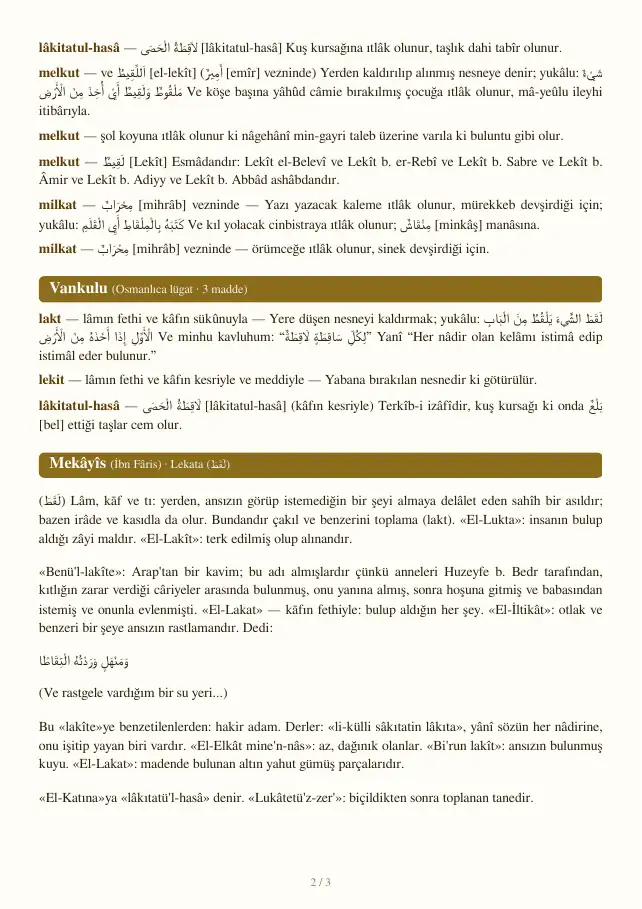 lâkitatul-hasâ — لَاقِطَةُ الْحَصَى [lâkitatul-hasâ] Kuş kursağına ıtlâk olunur, taşlık dahi tabîr olunur.
melkut — ve اَللَّقِيطُ [el-lekît] (أَمِيرٌ [emîr] vezninde) Yerden kaldırılıp alınmış nesneye denir; yukâlu: شَيْءٌ
مَلْقُوطٌ وَلَقِيطٌ أَيْ أُخِذَ مِنَ الْأَرْضِ Ve köşe başına yâhûd câmie bırakılmış çocuğa ıtlâk olunur, mâ-yeûlu ileyhi
itibârıyla.
melkut — şol koyuna ıtlâk olunur ki nâgehânî min-gayri taleb üzerine varıla ki buluntu gibi olur.
melkut — لَقِيطٌ [Lekît] Esmâdandır: Lekît el-Belevî ve Lekît b. er-Rebî ve Lekît b. Sabre ve Lekît b.
Âmir ve Lekît b. Adiyy ve Lekît b. Abbâd ashâbdandır.
milkat — مِحْرَابٌ [mihrâb] vezninde — Yazı yazacak kaleme ıtlâk olunur, mürekkeb devşirdiği için;
yukâlu: كَتَبَهُ بِالْمِلْقَاطِ أَيِ الْقَلَمِ Ve kıl yolacak cinbistraya ıtlâk olunur; مِنْقَاشٌ [minkâş] manâsına.
milkat — مِحْرَابٌ [mihrâb] vezninde — örümceğe ıtlâk olunur, sinek devşirdiği için.
Vankulu (Osmanlıca lügat · 3 madde)
lakt — lâmın fethi ve kâfın sükûnuyla — Yere düşen nesneyi kaldırmak; yukâlu: لَقَطَ الشَّيْءَ يَلْقُطُ مِنَ الْبَابِ
الْأَوَّلِ إِذَا أَخَذَهُ مِنَ الْأَرْضِ Ve minhu kavluhum: “لِكُلِّ سَاقِطَةٍ لَاقِطَةٌ” Yanî “Her nâdir olan kelâmı istimâ edip
istimâl eder bulunur.”
lekit — lâmın fethi ve kâfın kesriyle ve meddiyle — Yabana bırakılan nesnedir ki götürülür.
lâkitatul-hasâ — لَاقِطَةُ الْحَصَى [lâkitatul-hasâ] (kâfın kesriyle) Terkîb-i izâfîdir, kuş kursağı ki onda بَلْعٌ
[bel] ettiği taşlar cem olur.
Mekâyîs (İbn Fâris) · Lekata (لَقَطَ)
(لَقَطَ) Lâm, kāf ve tı: yerden, ansızın görüp istemediğin bir şeyi almaya delâlet eden sahîh bir asıldır;
bazen irâde ve kasıdla da olur. Bundandır çakıl ve benzerini toplama (lakt). «El-Lukta»: insanın bulup
aldığı zâyi maldır. «El-Lakît»: terk edilmiş olup alınandır.
«Benü'l-lakîte»: Arap'tan bir kavim; bu adı almışlardır çünkü anneleri Huzeyfe b. Bedr tarafından,
kıtlığın zarar verdiği câriyeler arasında bulunmuş, onu yanına almış, sonra hoşuna gitmiş ve babasından
istemiş ve onunla evlenmişti. «El-Lakat» — kāfın fethiyle: bulup aldığın her şey. «El-İltikât»: otlak ve
benzeri bir şeye ansızın rastlamandır. Dedi:
وَمَنْهَلٍ وَرَدْتُهُ الْتِقَاطًا
(Ve rastgele vardığım bir su yeri...)
Bu «lakîte»ye benzetilenlerden: hakir adam. Derler: «li-külli sâkıtatin lâkıta», yânî sözün her nâdirine,
onu işitip yayan biri vardır. «El-Elkât mine'n-nâs»: az, dağınık olanlar. «Bi'run lakît»: ansızın bulunmuş
kuyu. «El-Lakat»: madende bulunan altın yahut gümüş parçalarıdır.
«El-Katına»ya «lâkıtatü'l-hasâ» denir. «Lukâtetü'z-zer'»: biçildikten sonra toplanan tanedir.
2 / 3